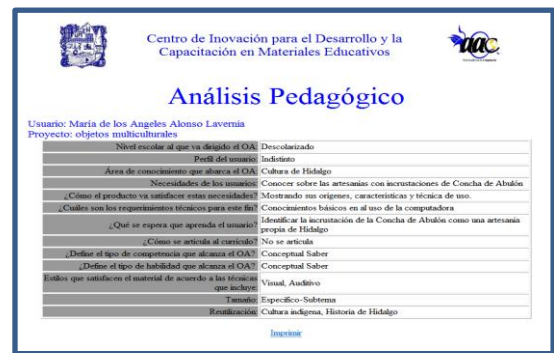 Centro de Inovación para el Desarrollo y la
Capacitación en Materiales Educativos
aac
Análisis Pedagógico
Usuario: María de los Angeles Alonso Lavernia
Proyecto: objetos multiculturales
Nivel escolar al que va dirigido el OA: Descolarizado
Perfil del usuario: Indistinto
Área de conocimiento que abarca el OA: Cultura de Hidalgo
Necesidades de los usuarios: Conocer sobre las artesanias con incrustaciones de Concha de Abulón
¿Cómo el producto va satisfacer estas necesidades? Mostrando sus orígenes, características y técnica de uso.
¿Cuáles son los requerimientos técnicos para este fin? Conocimientos básicos en al uso de la computadora
¿Qué se espera que aprenda el usuario? Identificar la incrustación de la Concha de Abulón como una artesanía
propia de Hidalgo
¿Cómo se articula al curículo? No se articula
¿Define el tipo de competencia que alcanza el OA? Conceptual Saber
¿Define el tipo de habilidad que alcanza el OA? Conceptual Saber
Estilos que satisfacen el material de acuerdo a las técnicas
que incluye: Visual, Auditivo
Tamaño: Específico-Subtema
Reutilización: Cultura indígena, Historia de Hidalgo
Imprimir